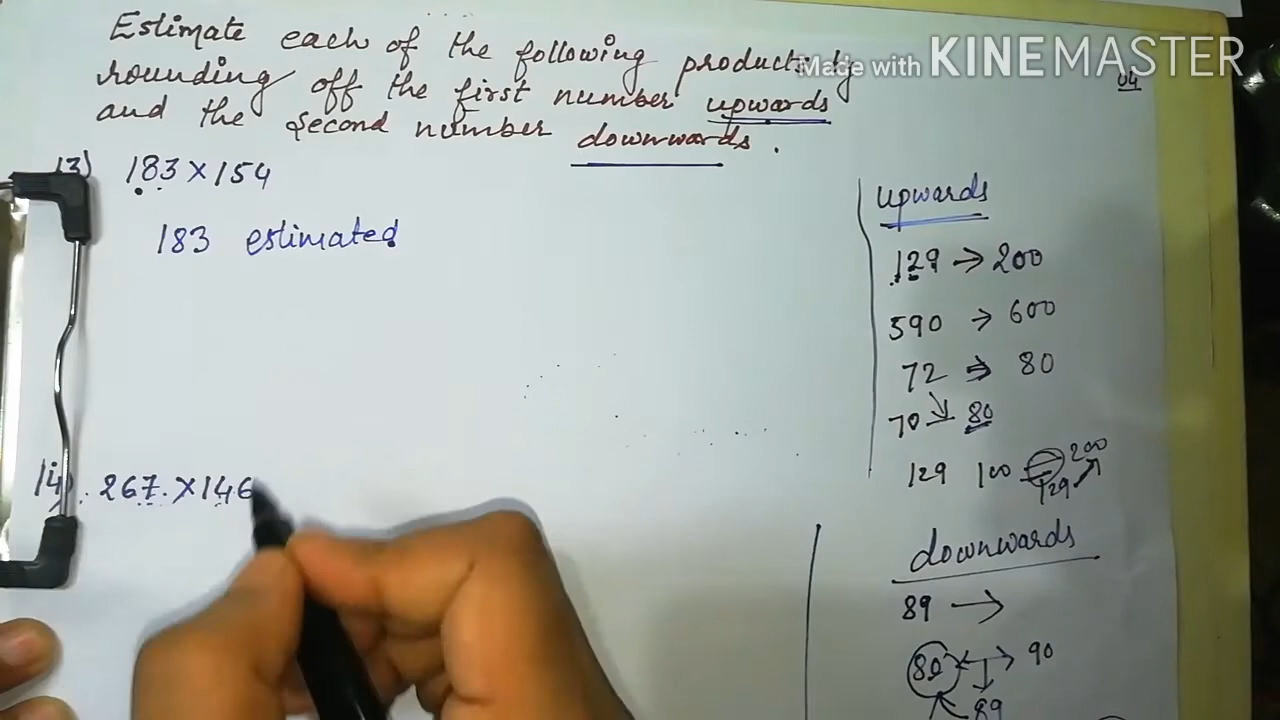 Estimate each of the following products by
rounding off the first number upwards
and the second number downwards.
Made with KINEMASTER
04
13) 183 × 154
183 estimated
14) 267 × 146
upwards
129 → 200
590 → 600
72 → 80
70 80
129 100 129 200
downwards
89 →
80 90
89